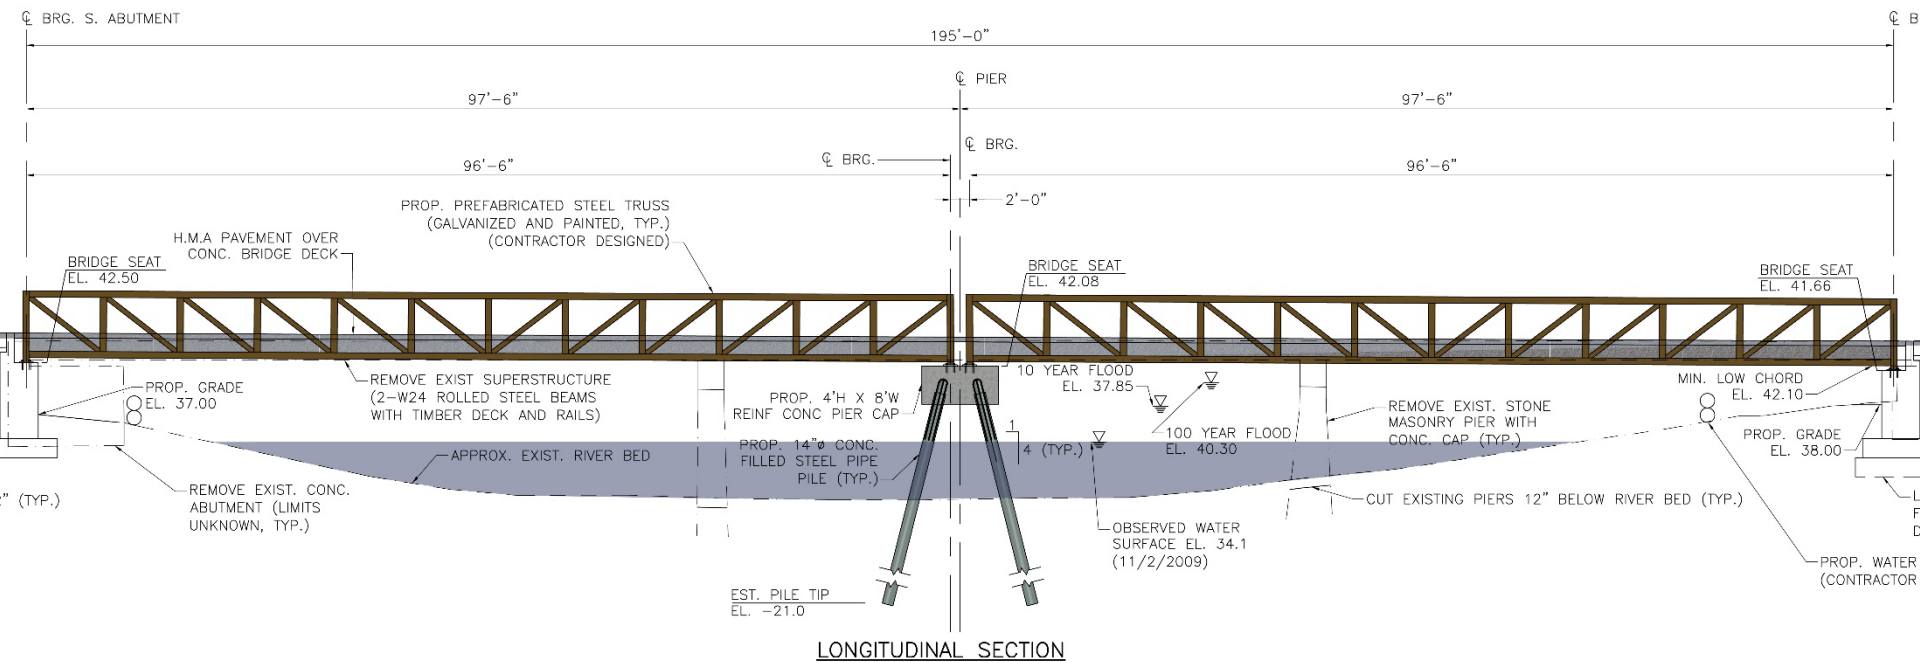 ℄ BRG. S. ABUTMENT
℄ B
195'-0"
℄ PIER
97'-6"
97'-6"
℄ BRG.
℄ BRG.
96'-6"
96'-6"
2'-0"
PROP. PREFABRICATED STEEL TRUSS
(GALVANIZED AND PAINTED, TYP.)
(CONTRACTOR DESIGNED)
H.M.A PAVEMENT OVER
CONC. BRIDGE DECK
BRIDGE SEAT
EL. 42.50
BRIDGE SEAT
EL. 42.08
BRIDGE SEAT
EL. 41.66
PROP. GRADE
EL. 37.00
REMOVE EXIST SUPERSTRUCTURE
(2-W24 ROLLED STEEL BEAMS
WITH TIMBER DECK AND RAILS)
PROP. 4'H X 8'W
REINF CONC PIER CAP
10 YEAR FLOOD
EL. 37.85
100 YEAR FLOOD
EL. 40.30
REMOVE EXIST. STONE
MASONRY PIER WITH
CONC. CAP (TYP.)
MIN. LOW CHORD
EL. 42.10
PROP. GRADE
EL. 38.00
PROP. 14"ø CONC.
FILLED STEEL PIPE
PILE (TYP.)
1
4 (TYP.)
APPROX. EXIST. RIVER BED
REMOVE EXIST. CONC.
ABUTMENT (LIMITS
UNKNOWN, TYP.)
2" (TYP.)
CUT EXISTING PIERS 12" BELOW RIVER BED (TYP.)
L
F
D
OBSERVED WATER
SURFACE EL. 34.1
(11/2/2009)
PROP. WATER
(CONTRACTOR
EST. PILE TIP
EL. -21.0
LONGITUDINAL SECTION